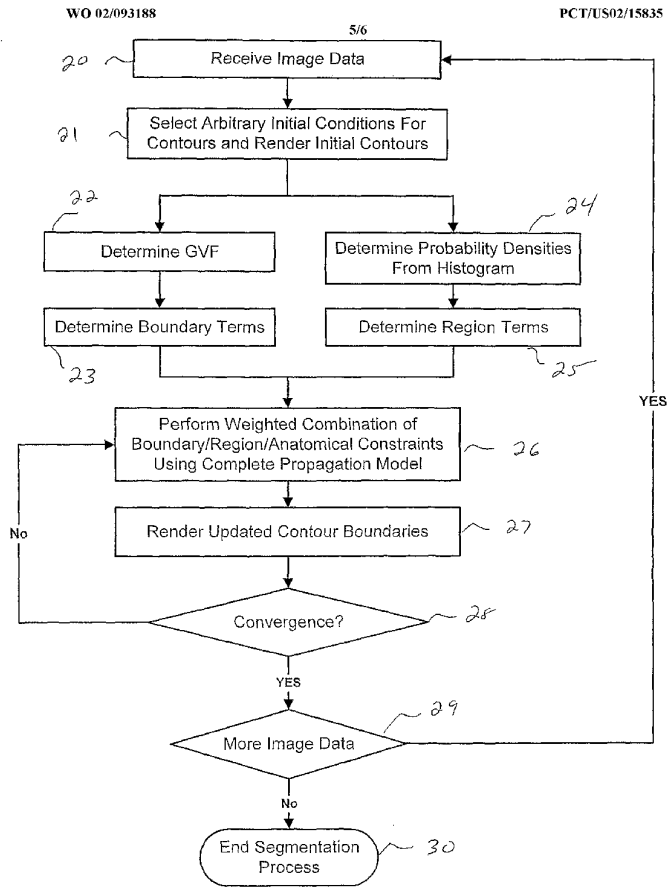 WO 02/093188
PCT/US02/15835
5/6
20
Receive Image Data
21
Select Arbitrary Initial Conditions For
Contours and Render Initial Contours
22
24
Determine GVF
Determine Probability Densities
From Histogram
Determine Boundary Terms
Determine Region Terms
23
25
YES
Perform Weighted Combination of
Boundary/Region/Anatomical Constraints
Using Complete Propagation Model
26
Render Updated Contour Boundaries
27
No
Convergence?
28
YES
29
More Image Data
No
End Segmentation
Process
30